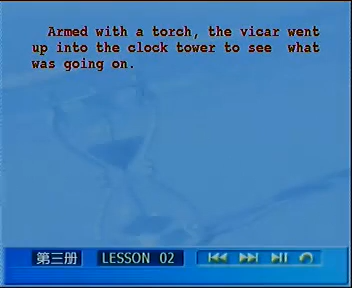 Armed with a torch, the vicar went
up into the clock tower to see what
was going on.
第三册 LESSON 02